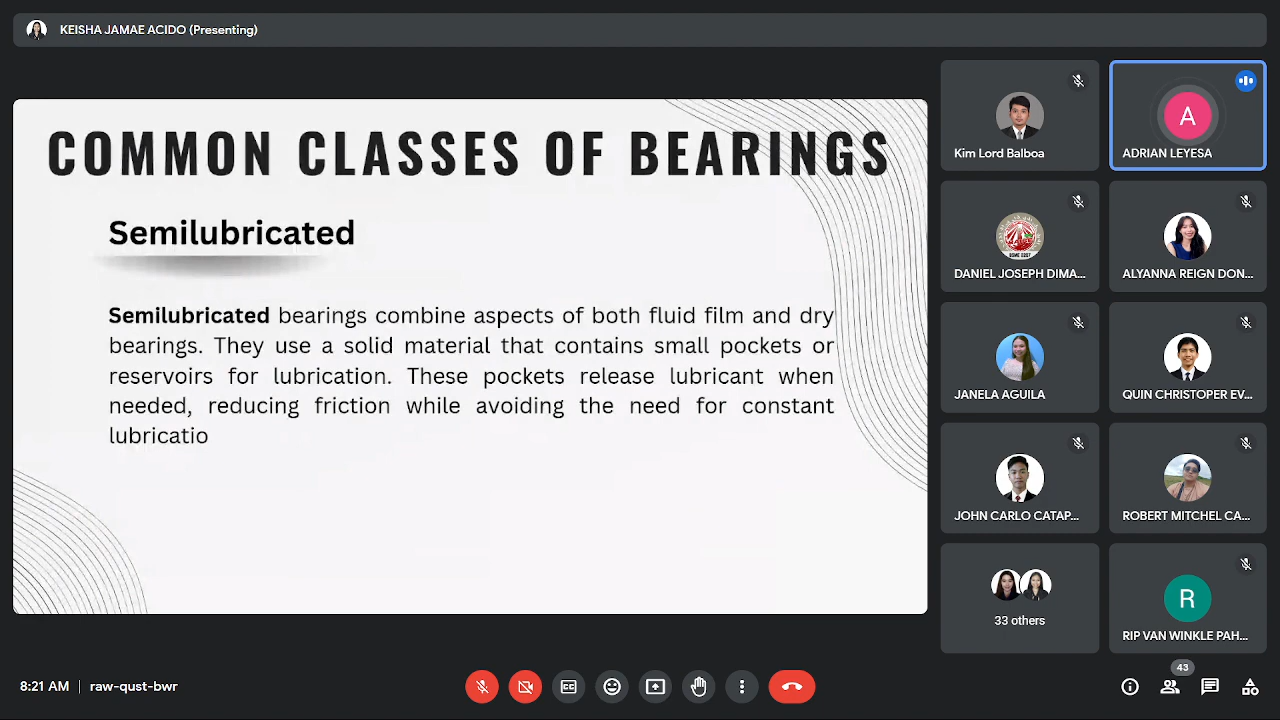 KEISHA JAMAE ACIDO (Presenting)
COMMON CLASSES OF BEARINGS
Semilubricated
Semilubricated bearings combine aspects of both fluid film and dry
bearings. They use a solid material that contains small pockets or
reservoirs for lubrication. These pockets release lubricant when
needed, reducing friction while avoiding the need for constant
lubricatio
Kim Lord Balboa
A
ADRIAN LEYESA
DANIEL JOSEPH DIMA...
ALYANNA REIGN DON...
JANELA AGUILA
QUIN CHRISTOPER EV...
JOHN CARLO CATAP...
ROBERT MITCHEL CA...
33 others
R
RIP VAN WINKLE PAH...
8:21 AM | raw-qust-bwr
43